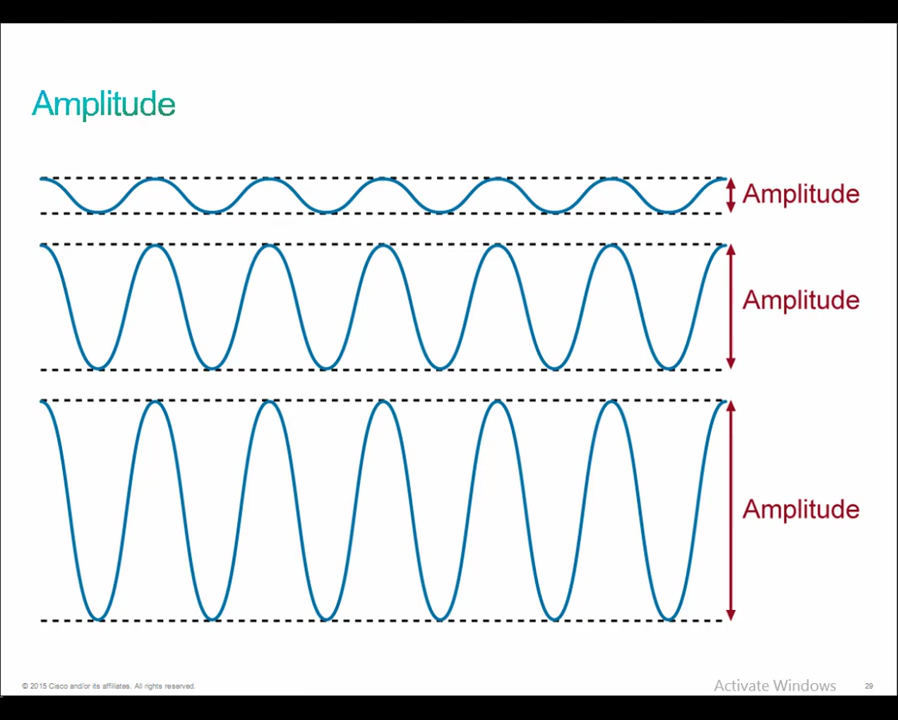 Amplitude
Amplitude
Amplitude
Amplitude
© 2015 Cisco and/or its affiliates. All rights reserved.
Activate Windows
29